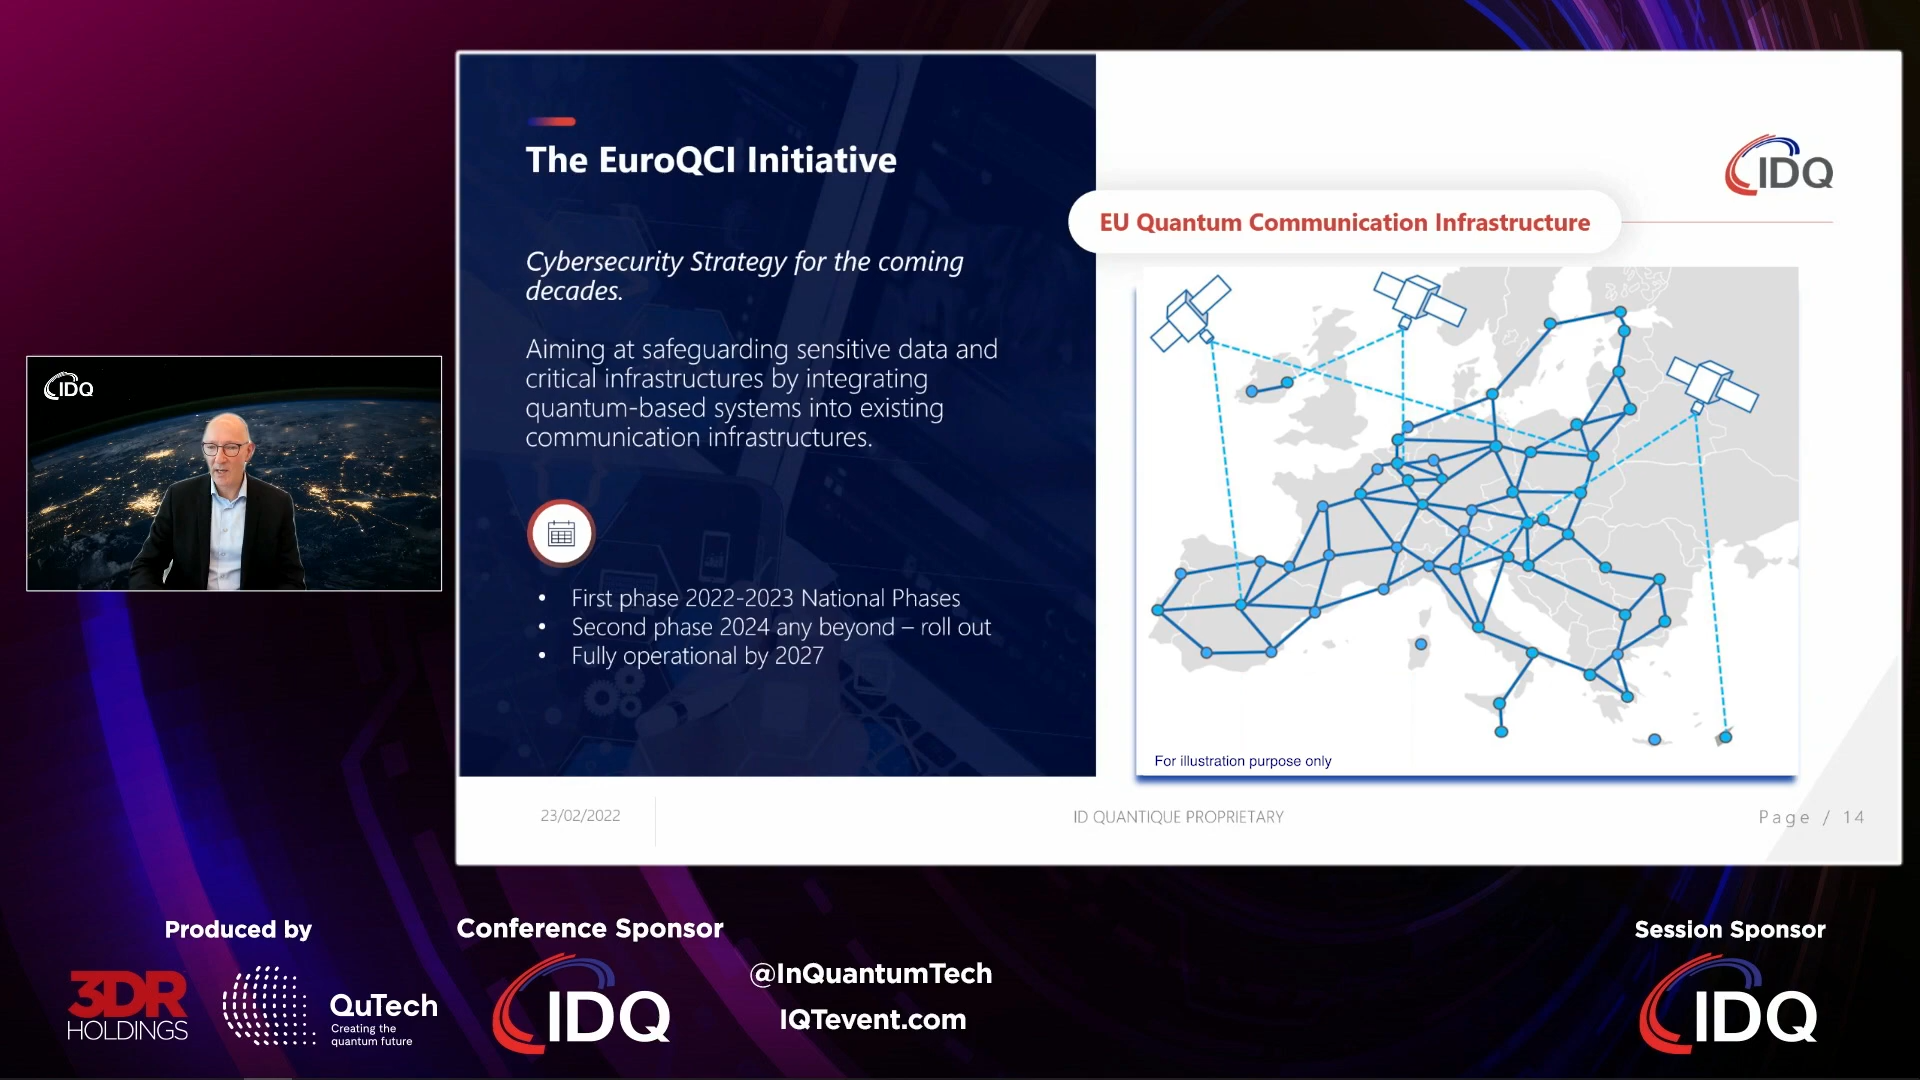 The EuroQCI Initiative
Cybersecurity Strategy for the coming
decades.
Aiming at safeguarding sensitive data and
critical infrastructures by integrating
quantum-based systems into existing
communication infrastructures.
• First phase 2022-2023 National Phases
• Second phase 2024 any beyond – roll out
• Fully operational by 2027
IDQ
EU Quantum Communication Infrastructure
For illustration purpose only
23/02/2022
ID QUANTIQUE PROPRIETARY
Page / 14
IDQ
Produced by
3DR
HOLDINGS
QuTech
Creating the
quantum future
Conference Sponsor
IDQ
@InQuantumTech
IQTevent.com
Session Sponsor
IDQ